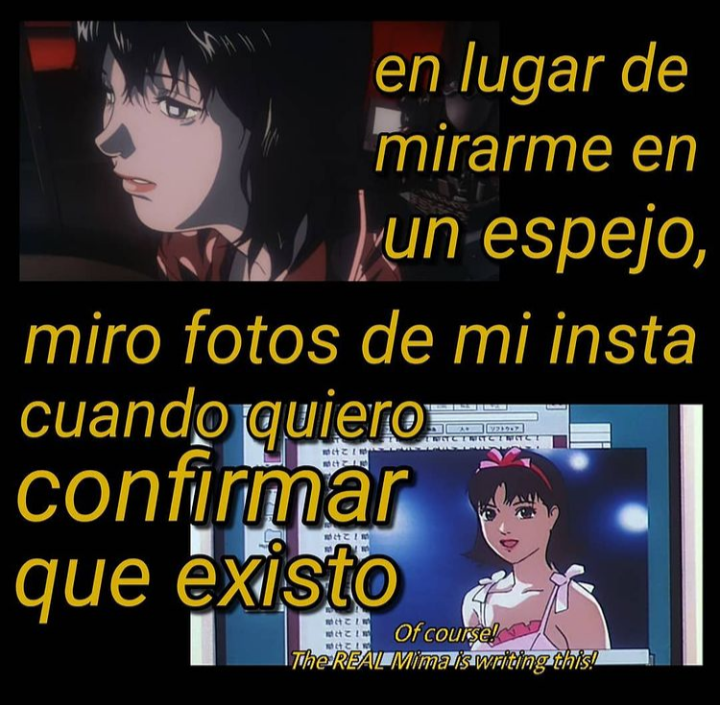 en lugar de
mirarme en
un espejo,
miro fotos de mi insta
cuando quiero
confirmar
que existo
Of course!
The REAL Mima is writing this!